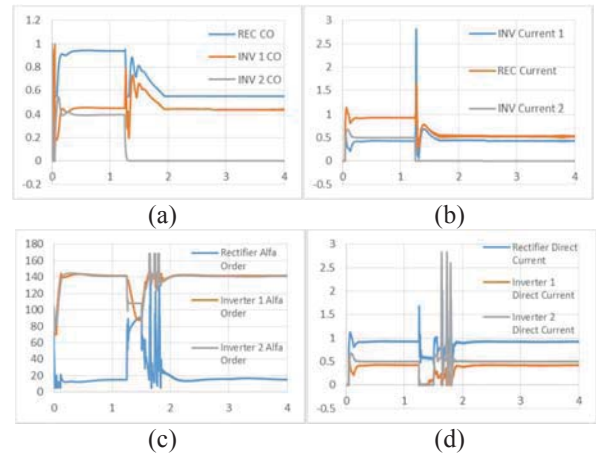 1.2
1
0.8
0.6
0.4
0.2
0
-0.2
0 1 2 3 4
REC CO
INV 1 CO
INV 2 CO
(a)
3
2.5
2
1.5
1
0.5
0
-0.5
0 1 2 3 4
INV Current 1
REC Current
INV Current 2
(b)
180
160
140
120
100
80
60
40
20
0
0 1 2 3 4
Rectifier Alfa
Order
Inverter 1 Alfa
Order
Inverter 2 Alfa
Order
(c)
3
2.5
2
1.5
1
0.5
0
-0.5
0 1 2 3 4
Rectifier Direct
Current
Inverter 1
Direct Current
Inverter 2
Direct Current
(d)